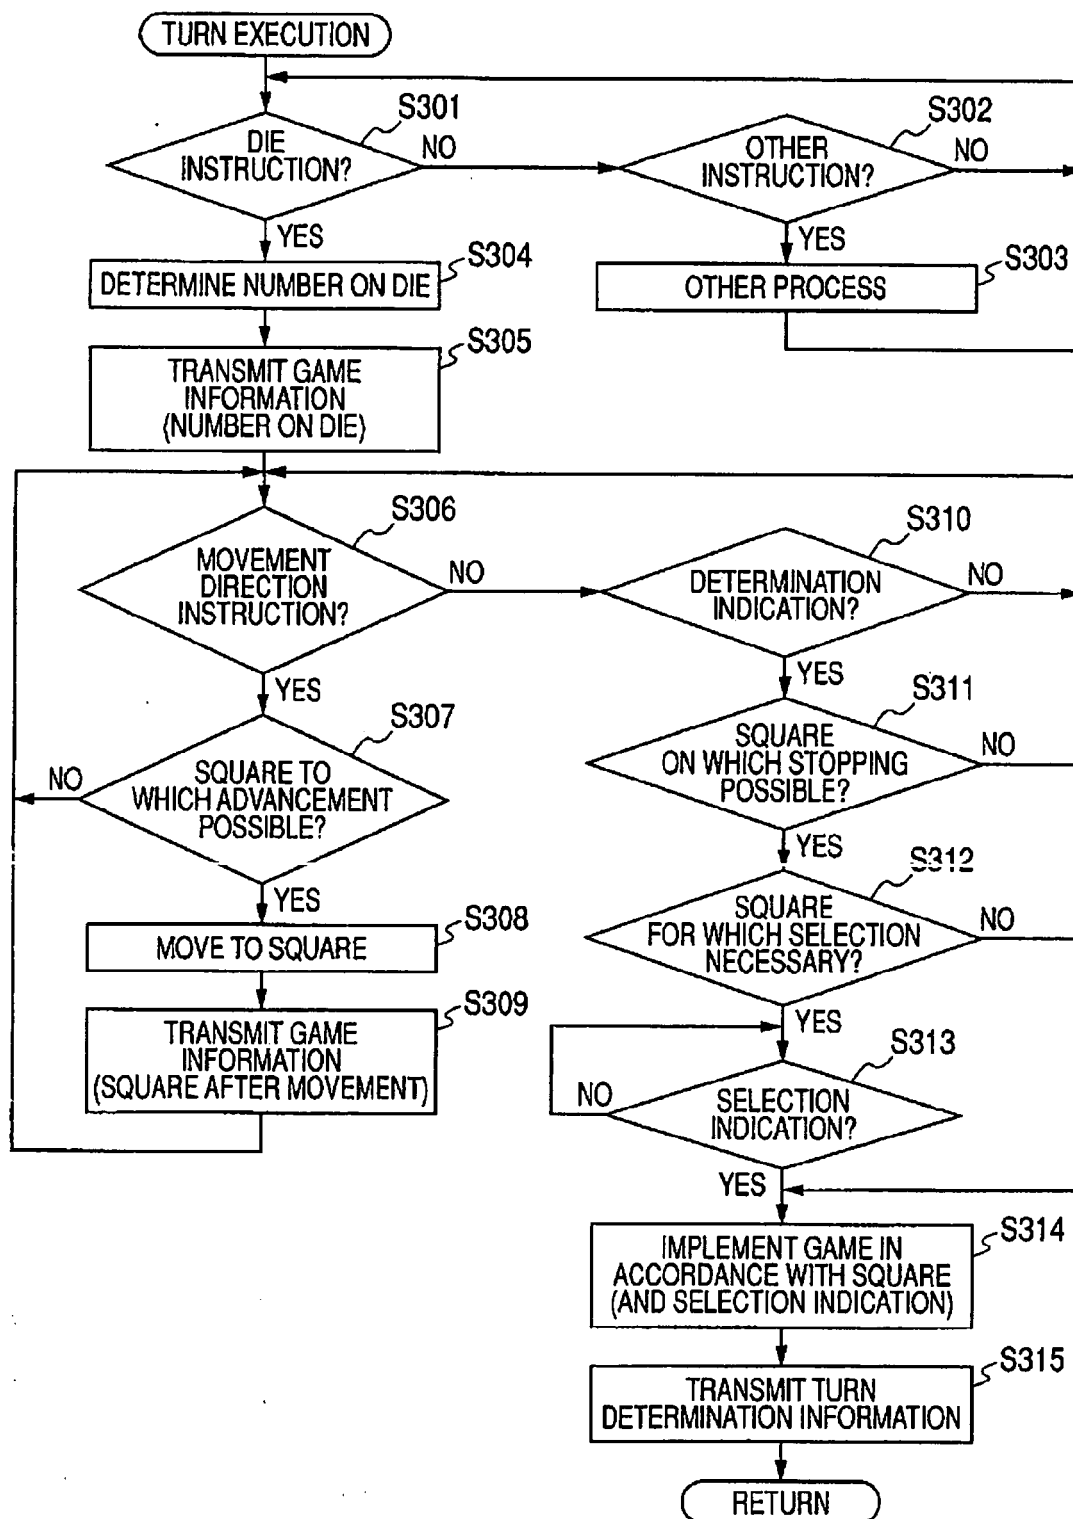 TURN EXECUTION
S301
DIE
INSTRUCTION?
NO
YES
S302
OTHER
INSTRUCTION?
NO
YES
S303
OTHER PROCESS
S304
DETERMINE NUMBER ON DIE
S305
TRANSMIT GAME
INFORMATION
(NUMBER ON DIE)
S306
MOVEMENT
DIRECTION
INSTRUCTION?
NO
YES
S307
SQUARE TO
WHICH ADVANCEMENT
POSSIBLE?
NO
YES
S308
MOVE TO SQUARE
S309
TRANSMIT GAME
INFORMATION
(SQUARE AFTER MOVEMENT)
S310
DETERMINATION
INDICATION?
NO
YES
S311
SQUARE
ON WHICH STOPPING
POSSIBLE?
NO
YES
S312
SQUARE
FOR WHICH SELECTION
NECESSARY?
NO
YES
S313
SELECTION
INDICATION?
NO
YES
S314
IMPLEMENT GAME IN
ACCORDANCE WITH SQUARE
(AND SELECTION INDICATION)
S315
TRANSMIT TURN
DETERMINATION INFORMATION
RETURN